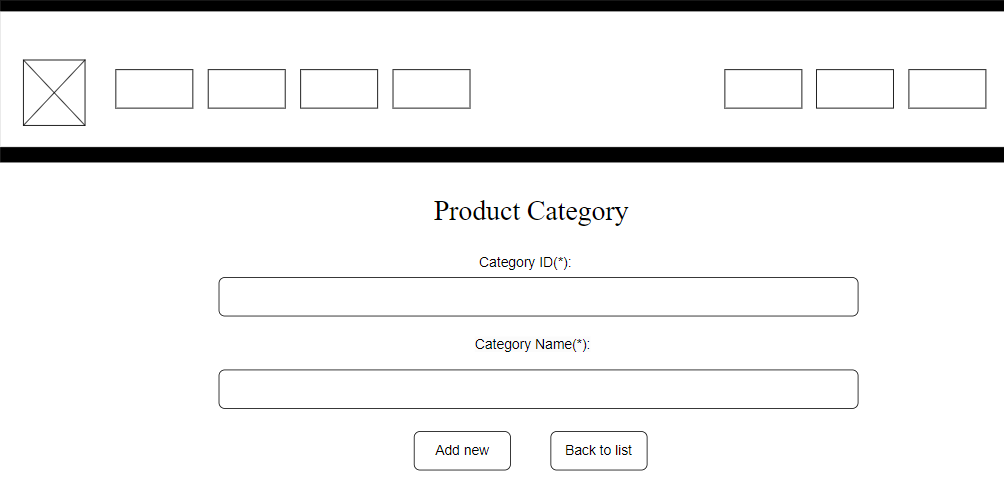 Product Category
Category ID(*):
Category Name(*):
Add new
Back to list